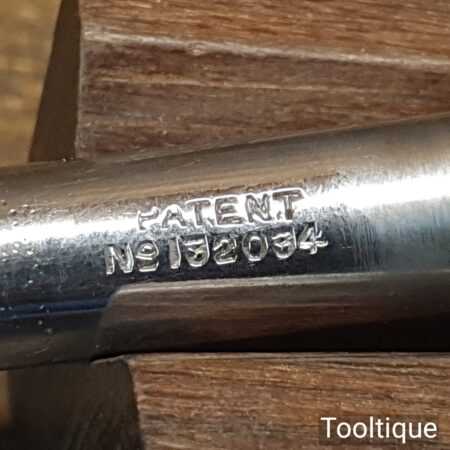 PATENT
No 132034
Tooltique